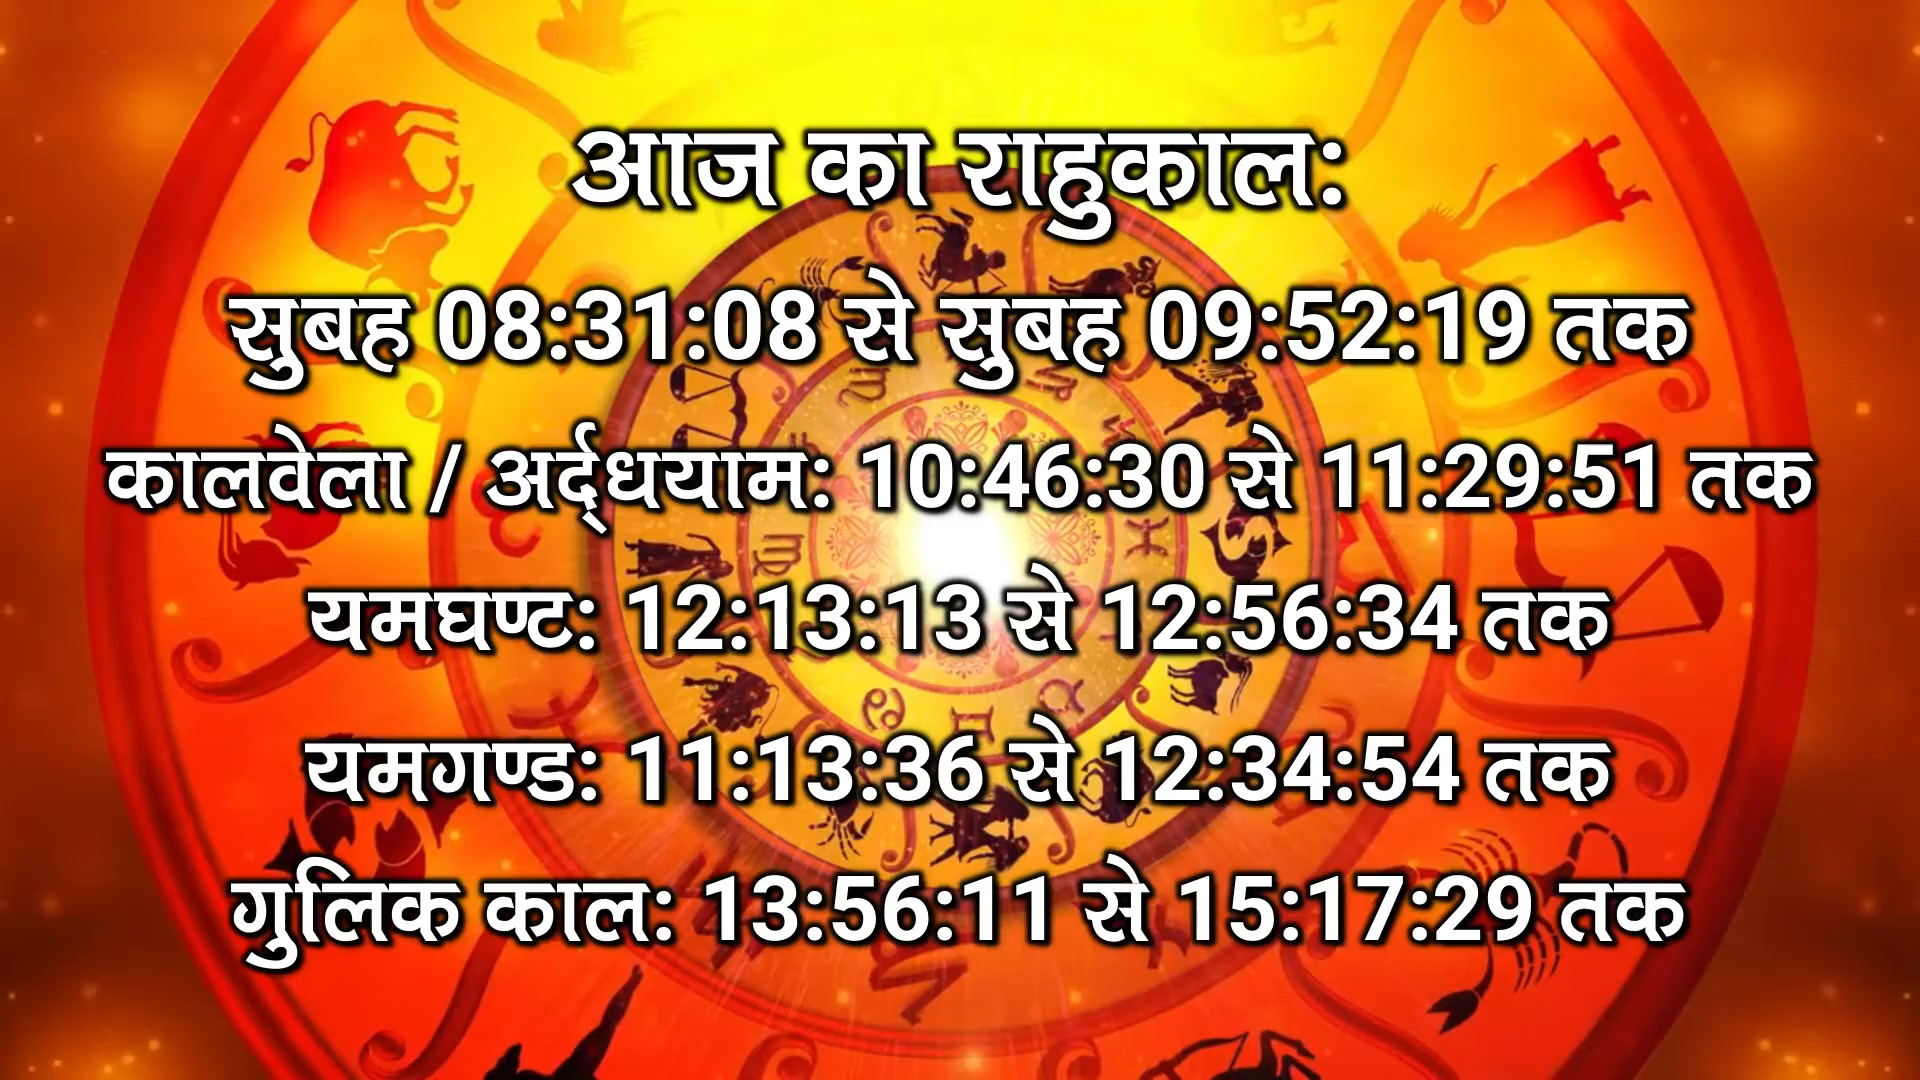 आज का राहुकाल:
सुबह 08:31:08 से सुबह 09:52:19 तक
कालवेला / अर्द्धयाम: 10:46:30 से 11:29:51 तक
यमघण्ट: 12:13:13 से 12:56:34 तक
यमगण्ड: 11:13:36 से 12:34:54 तक
गुलिक काल: 13:56:11 से 15:17:29 तक